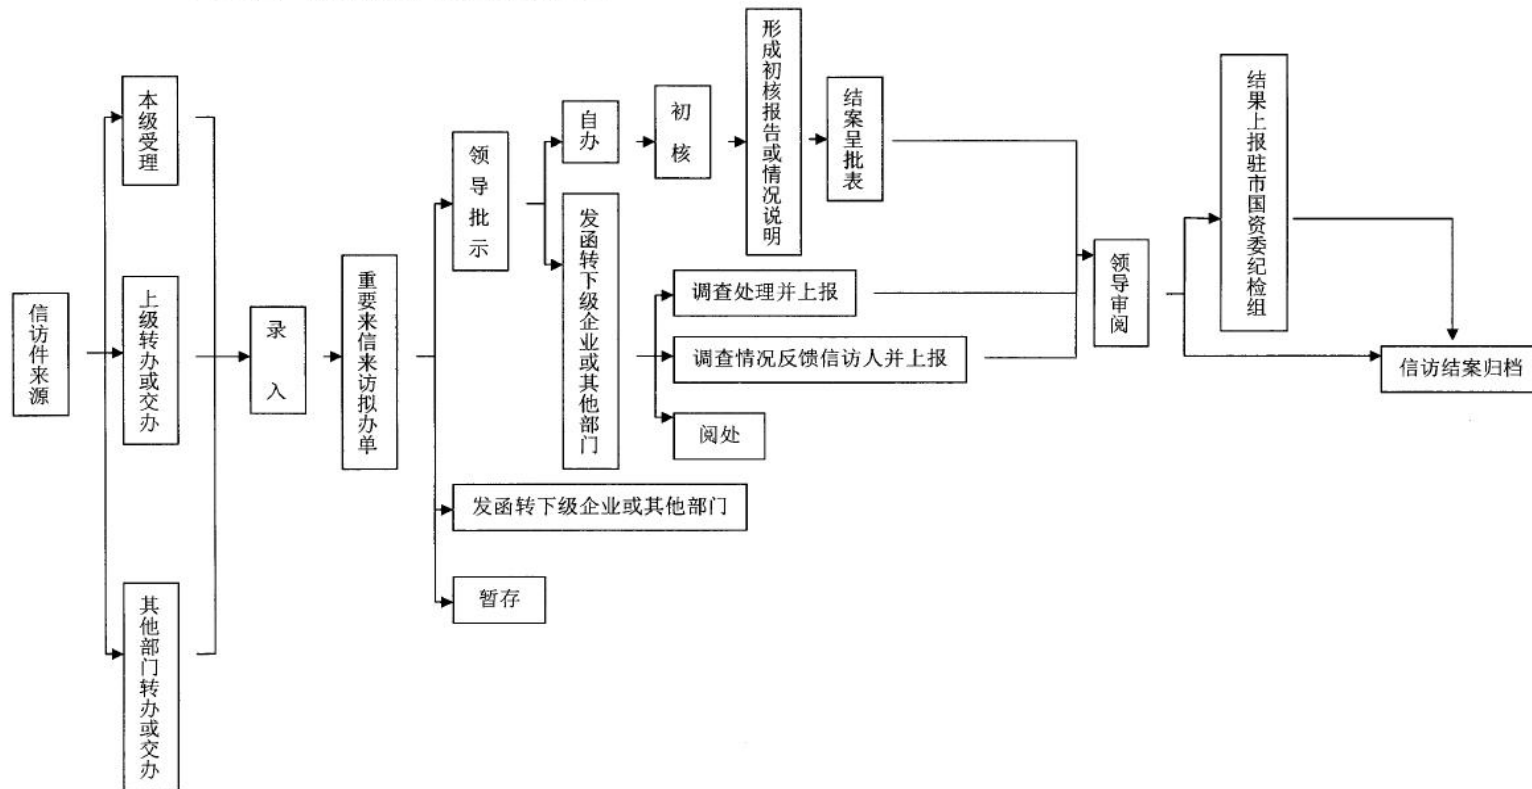 信访件来源
本级受理
上级转办或交办
其他部门转办或交办
录入
重要来信来访拟办单
领导批示
发函转下级企业或其他部门
暂存
自办
发函转下级企业或其他部门
初核
形成初核报告或情况说明
结案呈批表
调查处理并上报
调查情况反馈信访人并上报
阅处
领导审阅
结果上报驻市国资委纪检组
信访结案归档